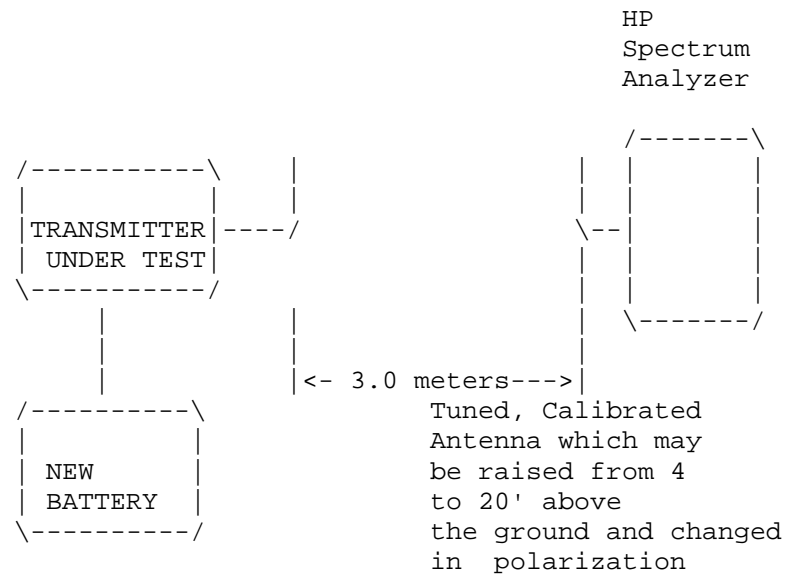 HP
Spectrum
Analyzer
TRANSMITTER
UNDER TEST
<- 3.0 meters--->
Tuned, Calibrated
Antenna which may
be raised from 4
to 20' above
the ground and changed
in polarization
NEW
BATTERY